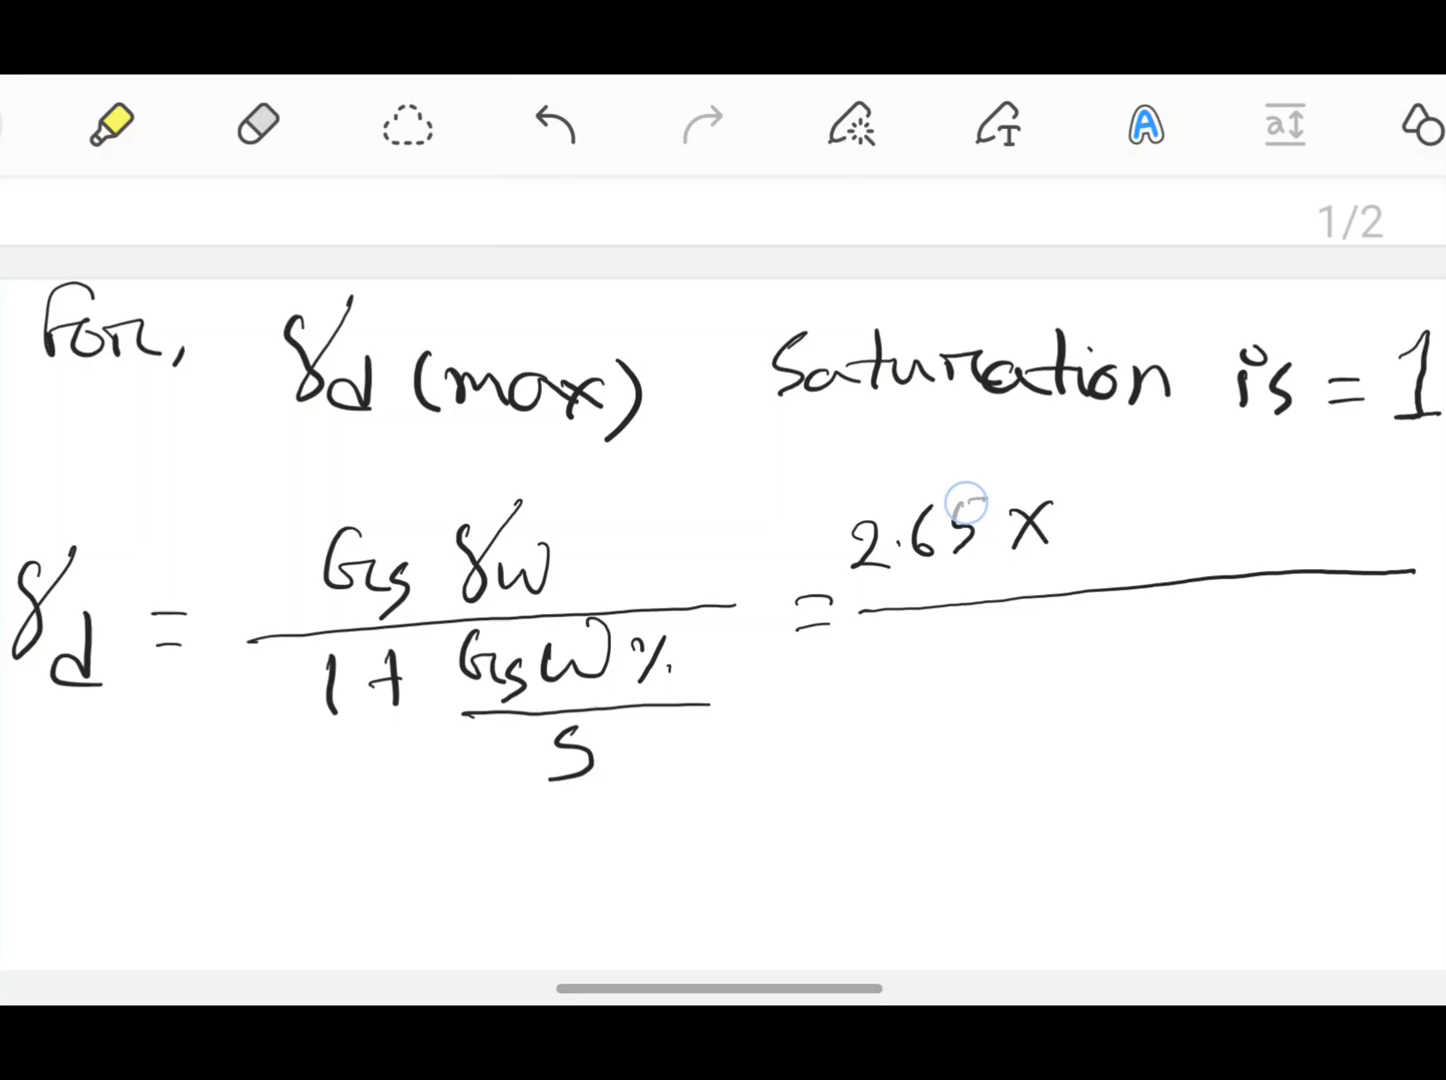 1/2
For, γd (max) Saturation is = 1
γd = Gs γw / 1 + Gs w % / S = 2.65 ×